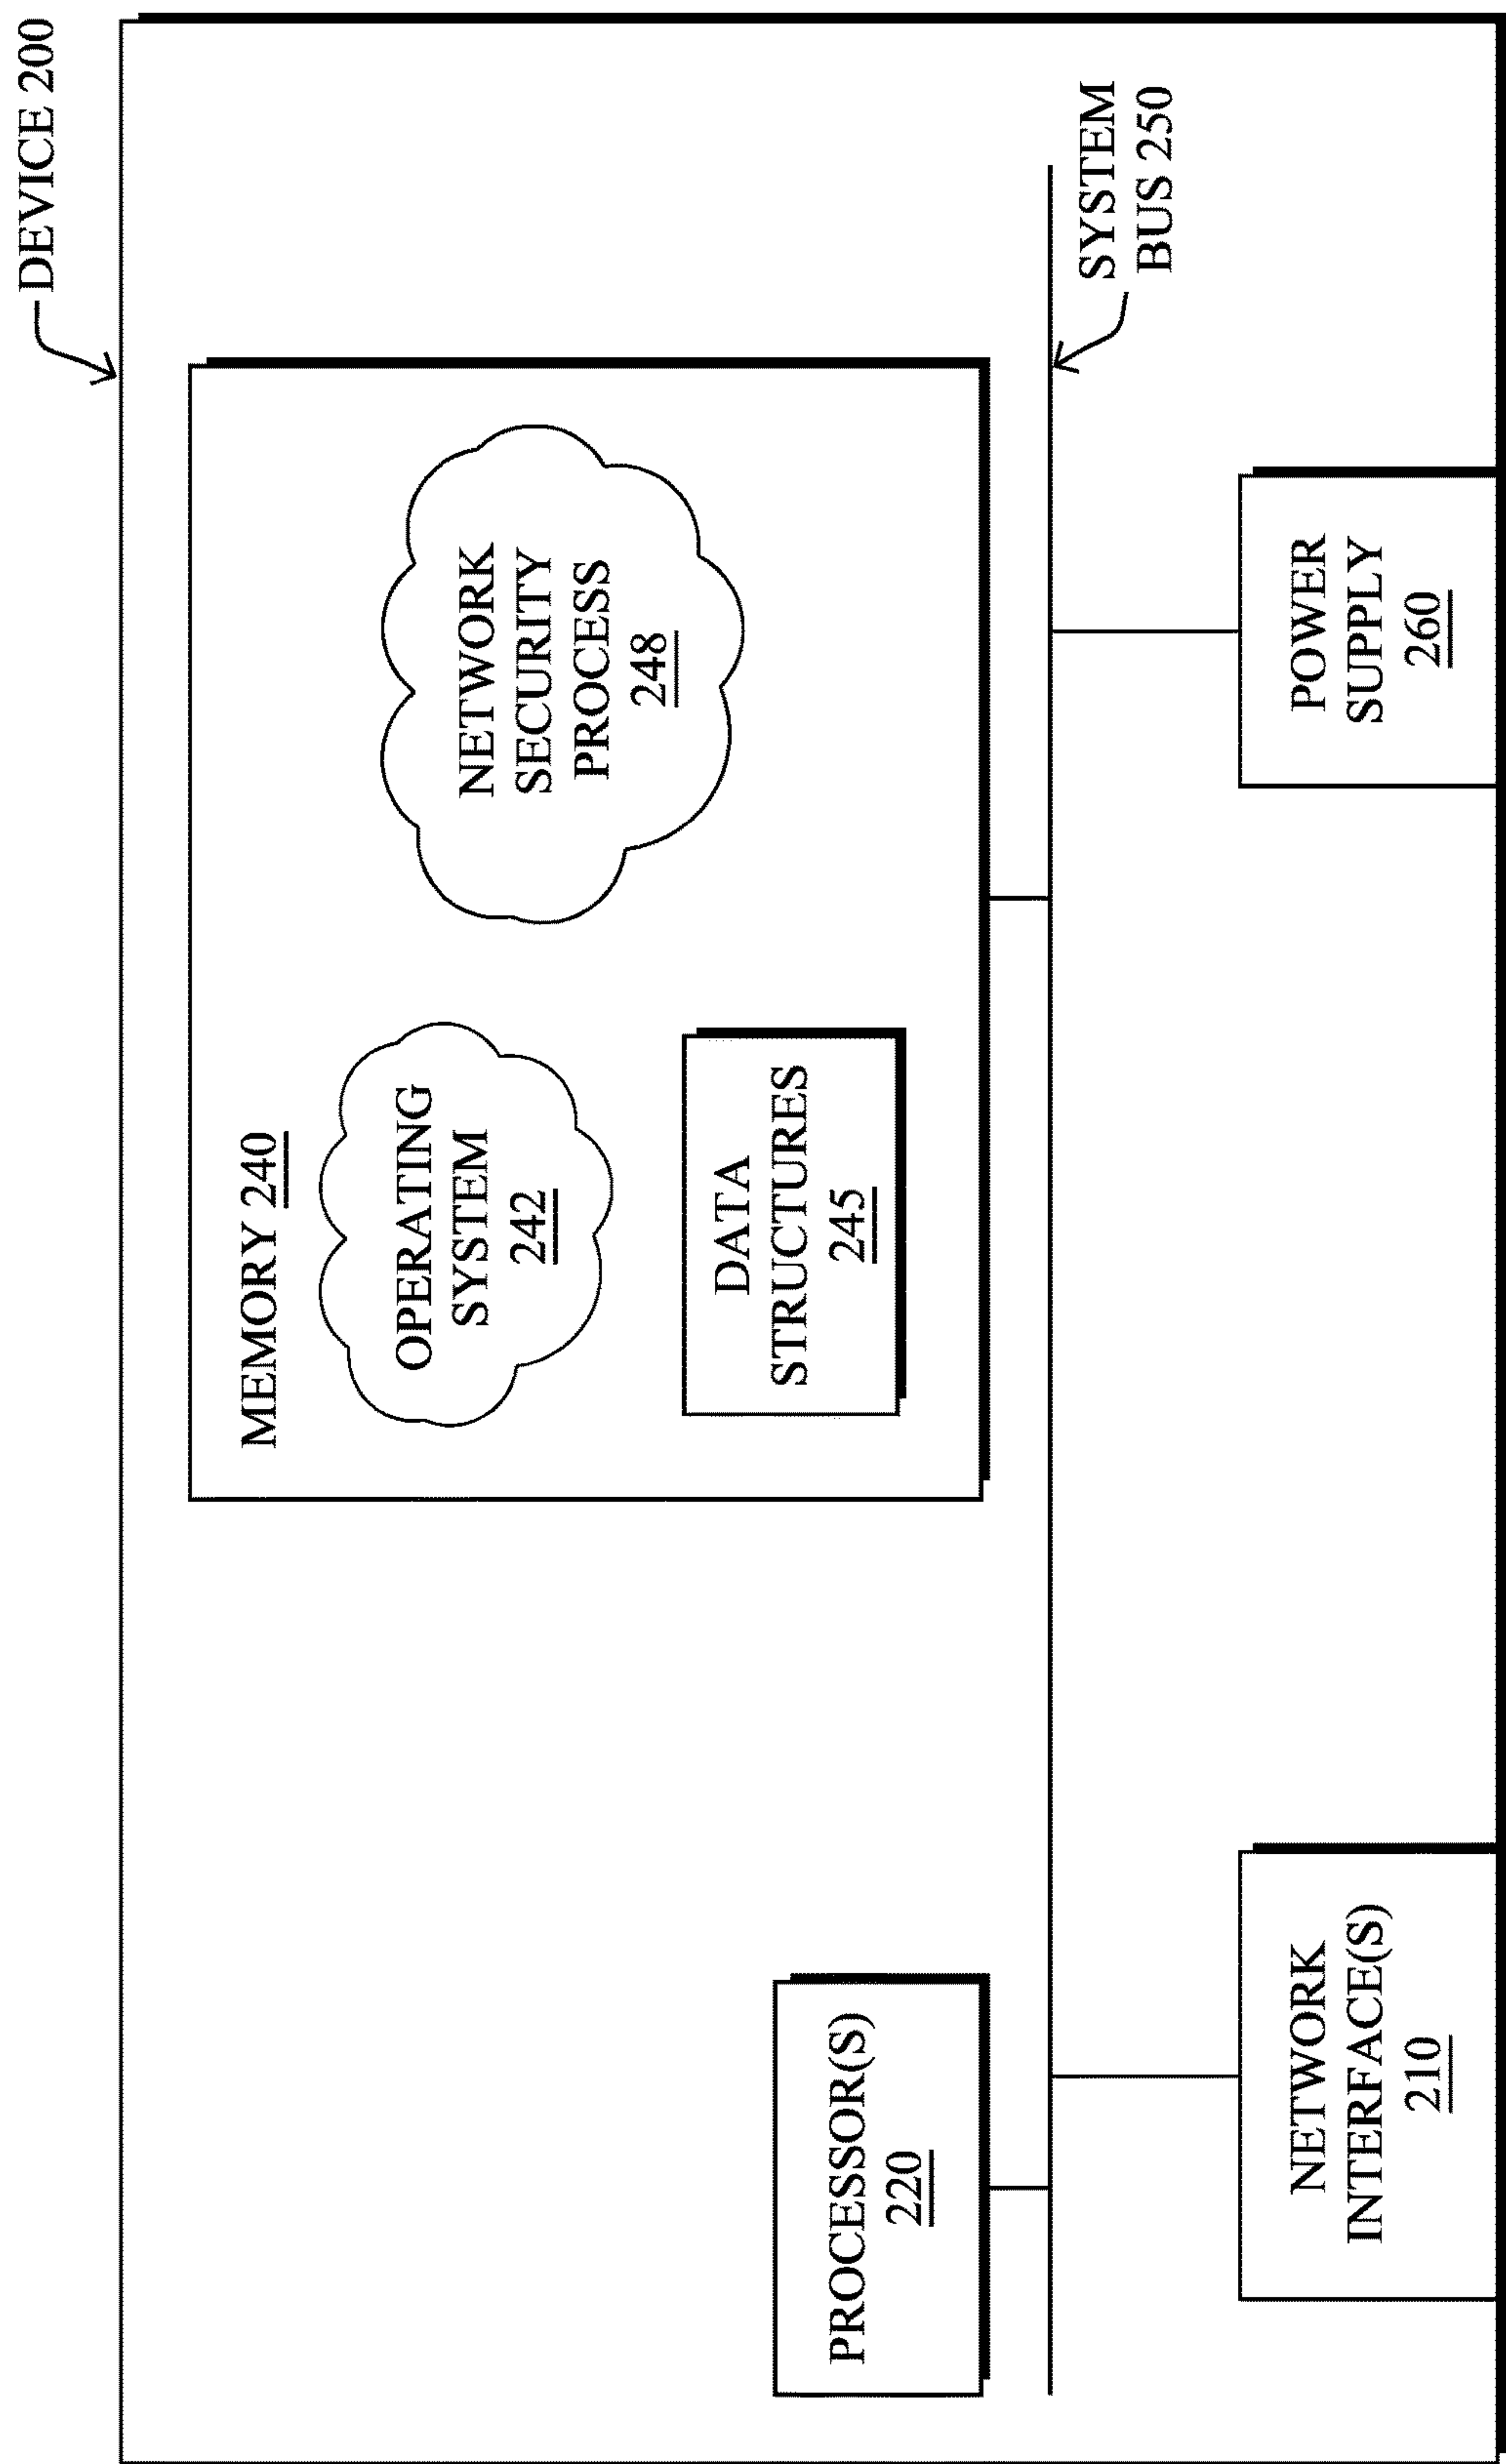 DEVICE 200
MEMORY 240
OPERATING
SYSTEM
242
DATA
STRUCTURES
245
NETWORK
SECURITY
PROCESS
248
PROCESSOR(S)
220
SYSTEM
BUS 250
NETWORK
INTERFACE(S)
210
POWER
SUPPLY
260